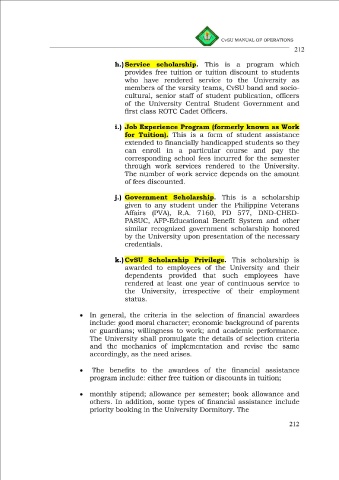 CvSU MANUAL OF OPERATIONS
212
h.) Service scholarship. This is a program which
provides free tuition or tuition discount to students
who have rendered service to the University as
members of the varsity teams, CvSU band and socio-
cultural, senior staff of student publication, officers
of the University Central Student Government and
first class ROTC Cadet Officers.
i.) Job Experience Program (formerly known as Work
for Tuition). This is a form of student assistance
extended to financially handicapped students so they
can enroll in a particular course and pay the
corresponding school fees incurred for the semester
through work services rendered to the University.
The number of work service depends on the amount
of fees discounted.
j.) Government Scholarship. This is a scholarship
given to any student under the Philippine Veterans
Affairs (PVA), R.A. 7160, PD 577, DND-CHED-
PASUC, AFP-Educational Benefit System and other
similar recognized government scholarship honored
by the University upon presentation of the necessary
credentials.
k.) CvSU Scholarship Privilege. This scholarship is
awarded to employees of the University and their
dependents provided that such employees have
rendered at least one year of continuous service to
the University, irrespective of their employment
status.
• In general, the criteria in the selection of financial awardees
include: good moral character; economic background of parents
or guardians; willingness to work; and academic performance.
The University shall promulgate the details of selection criteria
and the mechanics of implementation and revise the same
accordingly, as the need arises.
• The benefits to the awardees of the financial assistance
program include: either free tuition or discounts in tuition;
• monthly stipend; allowance per semester; book allowance and
others. In addition, some types of financial assistance include
priority booking in the University Dormitory. The
212